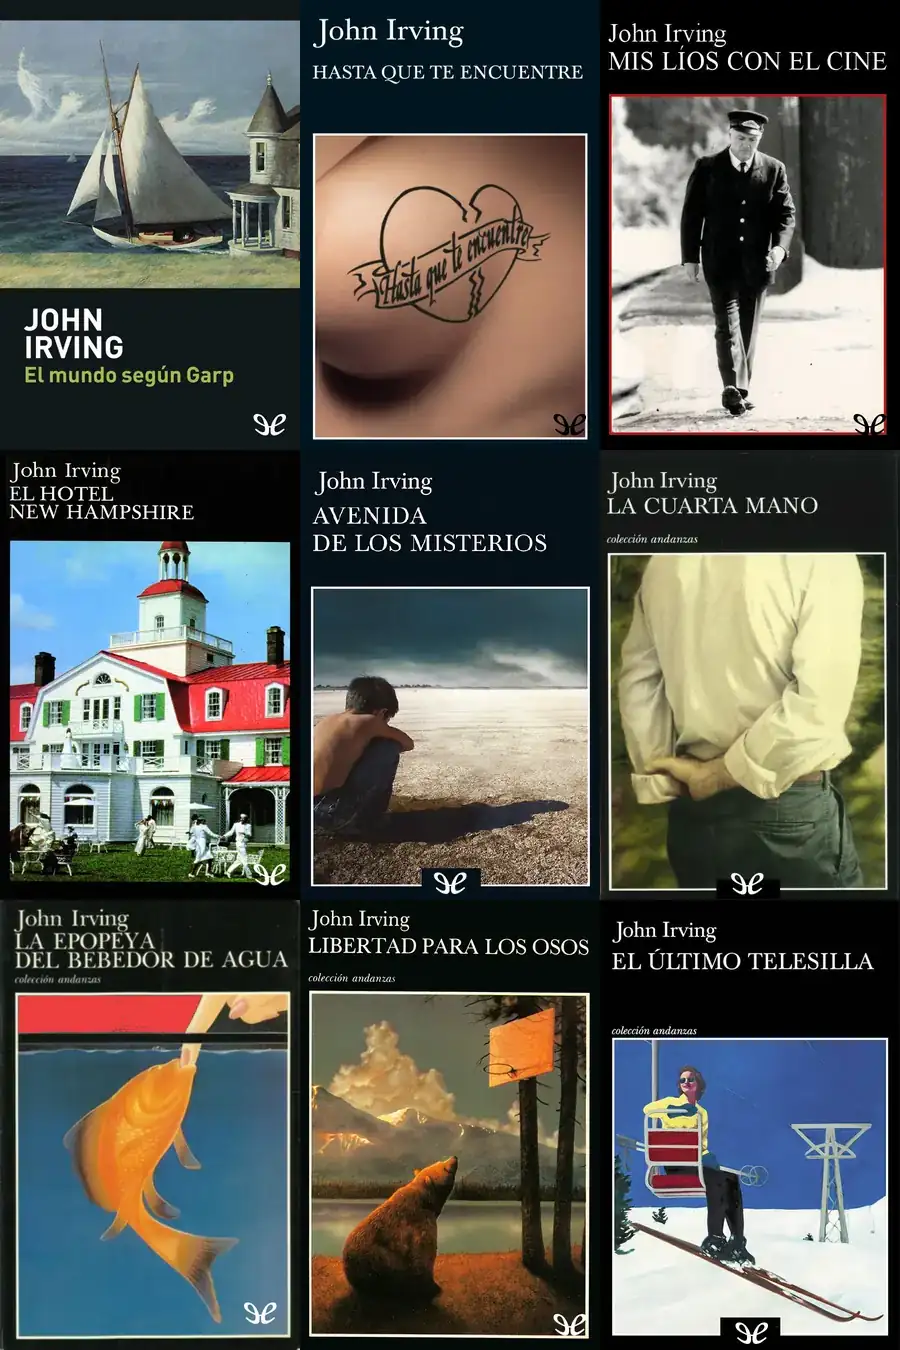 JOHN
IRVING
El mundo según Garp
John Irving
HASTA QUE TE ENCUENTRE
Hasta que te encuentre
John Irving
MIS LÍOS CON EL CINE
John Irving
EL HOTEL
NEW HAMPSHIRE
John Irving
AVENIDA
DE LOS MISTERIOS
John Irving
LA CUARTA MANO
colección andanzas
John Irving
LA EPOPEYA
DEL BEBEDOR DE AGUA
colección andanzas
John Irving
LIBERTAD PARA LOS OSOS
colección andanzas
John Irving
EL ÚLTIMO TELESILLA
colección andanzas